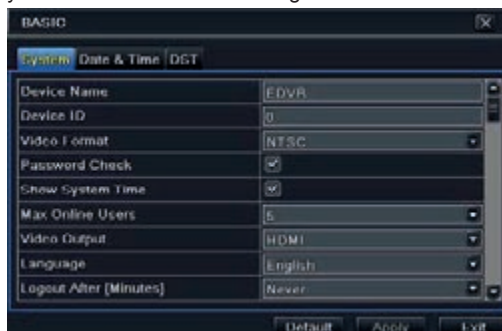 BASIC
System Date & Time DST
Device Name EDVR
Device ID 0
Video Format NTSC
Password Check
Show System Time
Max Online Users 5
Video Output HDMI
Language English
Logout After [Minutes] Never
Default Apply Exit